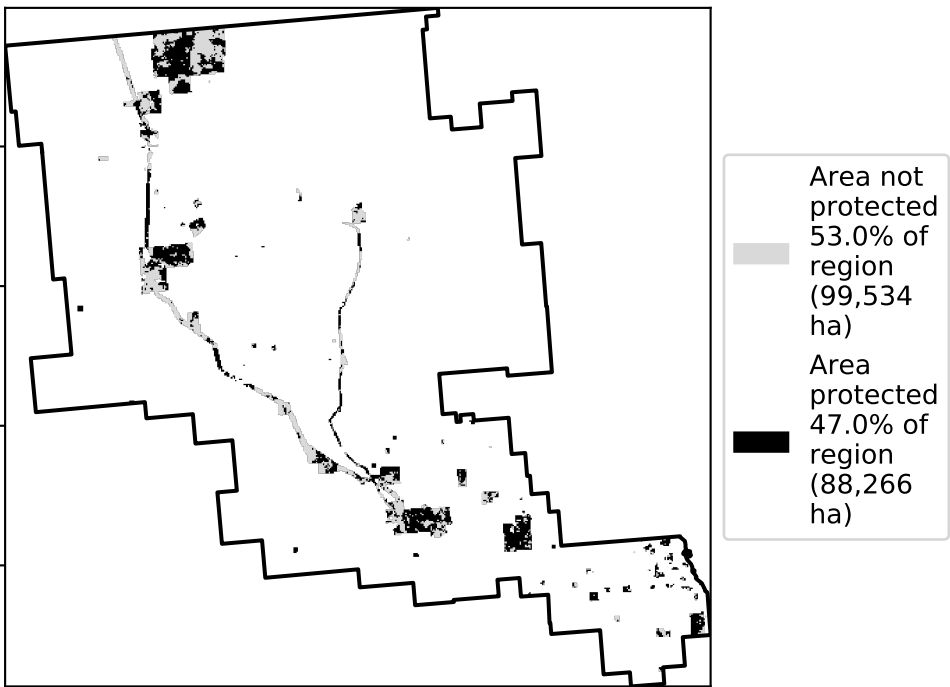 Area not
protected
53.0% of
region
(99,534
ha)
Area
protected
47.0% of
region
(88,266
ha)